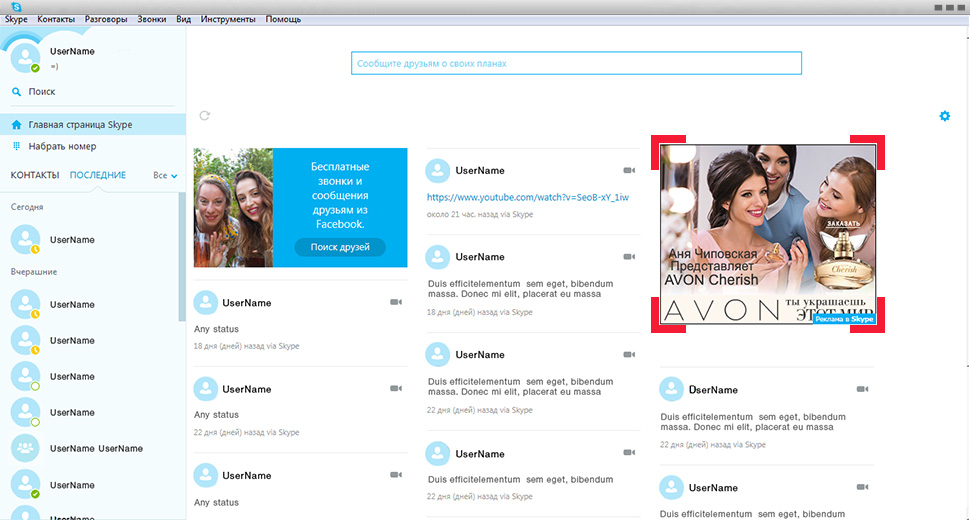 Skype Контакты Разговоры Звонки Вид Инструменты Помощь
UserName
=)
Поиск
Главная страница Skype
Набрать номер
КОНТАКТЫ ПОСЛЕДНИЕ Все
Сегодня
UserName
Вчерашние
UserName
UserName
UserName
UserName
UserName UserName
UserName
UserName
Сообщите друзьям о своих планах
Бесплатные
звонки и
сообщения
друзьям из
Facebook.
Поиск друзей
UserName
Any status
18 дня (дней) назад via Skype
UserName
Any status
22 дня (дней) назад via Skype
UserName
Any status
UserName
https://www.youtube.com/watch?v=SeoB-xY_1iw
около 21 час. назад via Skype
UserName
Duis efficitelementum sem eget, bibendum
massa. Donec mi elit, placerat eu massa
18 дня (дней) назад via Skype
UserName
Duis efficitelementum sem eget, bibendum
massa. Donec mi elit, placerat eu massa
22 дня (дней) назад via Skype
UserName
Duis efficitelementum sem eget, bibendum
22 дня (дней) назад via Skype
ЗАКАЗАТЬ
Аня Чиповская
Представляет
AVON Cherish
Cherish
AVON
ты украшаешь
ЭТОТ МИР
Реклама в Skype
DserName
Duis efficitelementum sem eget, bibendum
massa. Donec mi elit, placerat eu massa
22 дня (дней) назад via Skype
UserName
Duis efficitelementum sem eget, bibendum